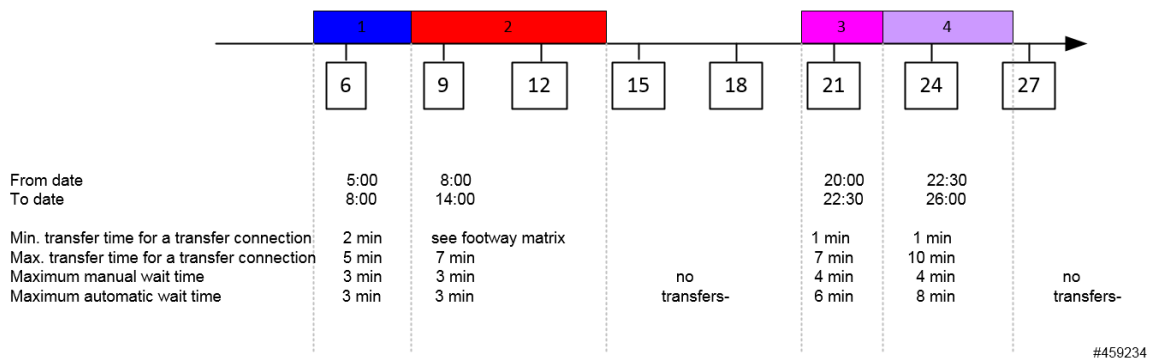 1 2 3 4
6 9 12 15 18 21 24 27
From date 5:00 8:00 20:00 22:30
To date 8:00 14:00 22:30 26:00
Min. transfer time for a transfer connection 2 min see footway matrix 1 min 1 min
Max. transfer time for a transfer connection 5 min 7 min 7 min 10 min
Maximum manual wait time 3 min 3 min no 4 min 4 min no
Maximum automatic wait time 3 min 3 min transfers- 6 min 8 min transfers-
#459234